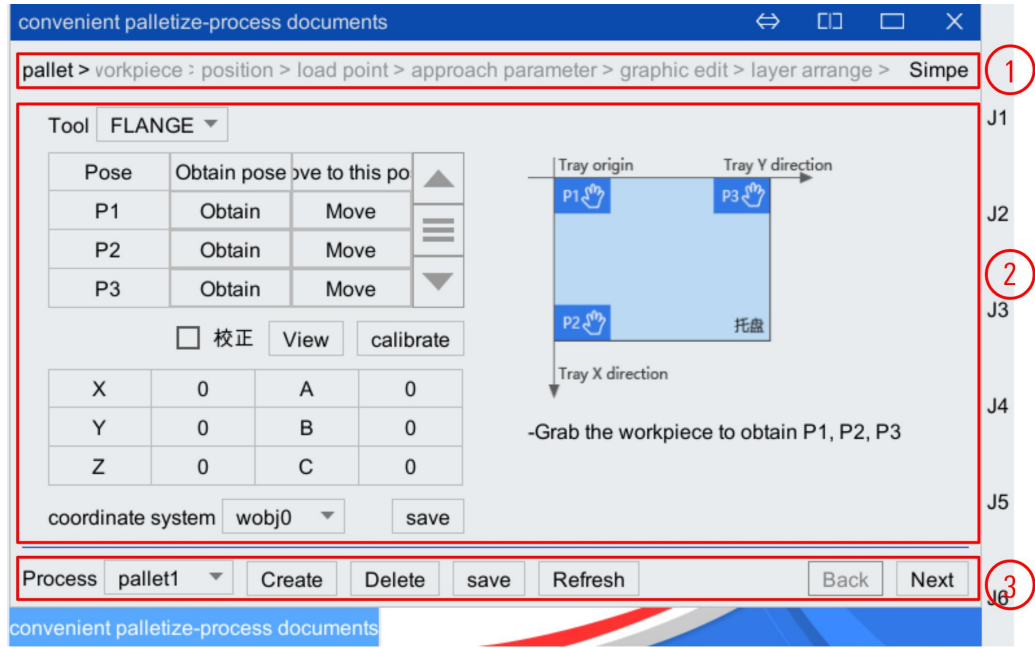 convenient palletize-process documents
pallet > vorkpiece : position > load point > approach parameter > graphic edit > layer arrange > Simpe
1
Tool FLANGE
Pose Obtain pose ove to this po
P1 Obtain Move
P2 Obtain Move
P3 Obtain Move
校正 View calibrate
X 0 A 0
Y 0 B 0
Z 0 C 0
coordinate system wobj0 save
Tray origin Tray Y direction
P1 P3
P2 托盘
Tray X direction
-Grab the workpiece to obtain P1, P2, P3
2
Process pallet1 Create Delete save Refresh Back Next
3
J1
J2
J3
J4
J5
J6
convenient palletize-process documents